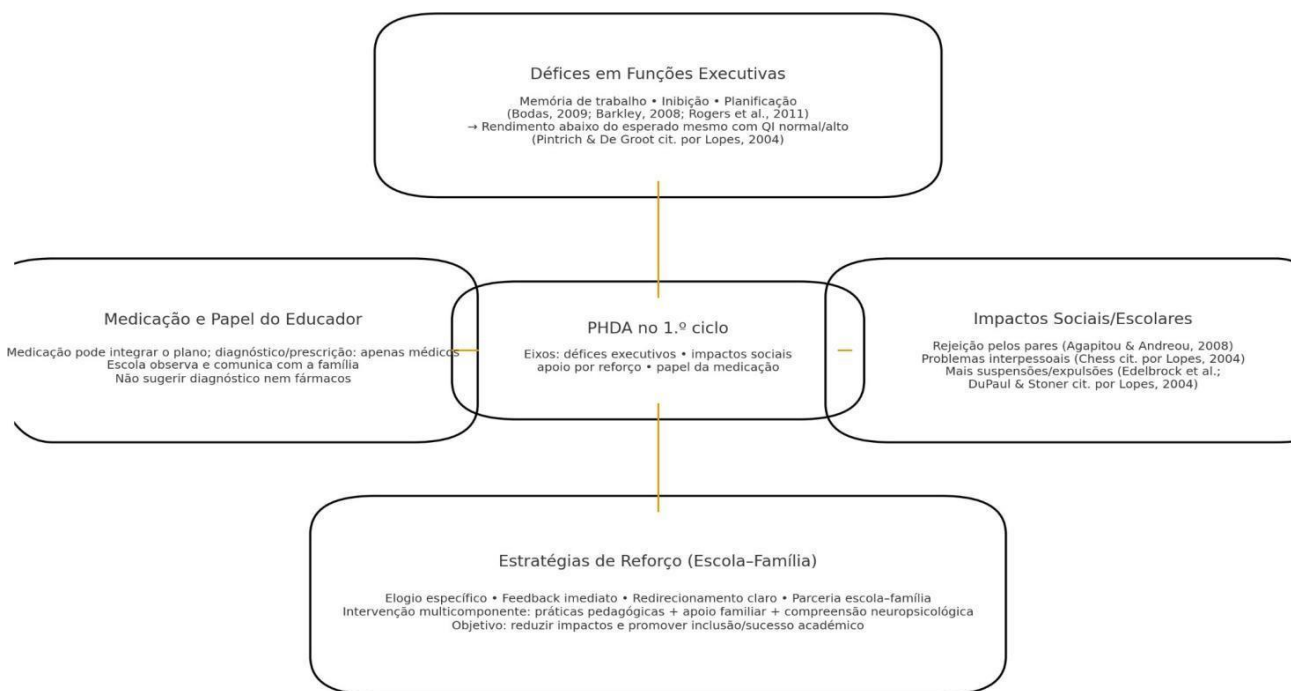 Défices em Funções Executivas
Memória de trabalho • Inibição • Planificação
(Bodas, 2009; Barkley, 2008; Rogers et al., 2011)
→ Rendimento abaixo do esperado mesmo com QI normal/alto
(Pintrich & De Groot cit. por Lopes, 2004)
Medicação e Papel do Educador
Medicação pode integrar o plano; diagnóstico/prescrição: apenas médicos
Escola observa e comunica com a família
Não sugerir diagnóstico nem fármacos
PHDA no 1.º ciclo
Eixos: défices executivos • impactos sociais
apoio por reforço • papel da medicação
Impactos Sociais/Escolares
Rejeição pelos pares (Agapitou & Andreou, 2008)
Problemas interpessoais (Chess cit. por Lopes, 2004)
Mais suspensões/expulsões (Edelbrock et al.;
DuPaul & Stoner cit. por Lopes, 2004)
Estratégias de Reforço (Escola–Família)
Elogio específico • Feedback imediato • Redirecionamento claro • Parceria escola–família
Intervenção multicomponente: práticas pedagógicas + apoio familiar + compreensão neuropsicológica
Objetivo: reduzir impactos e promover inclusão/sucesso académico